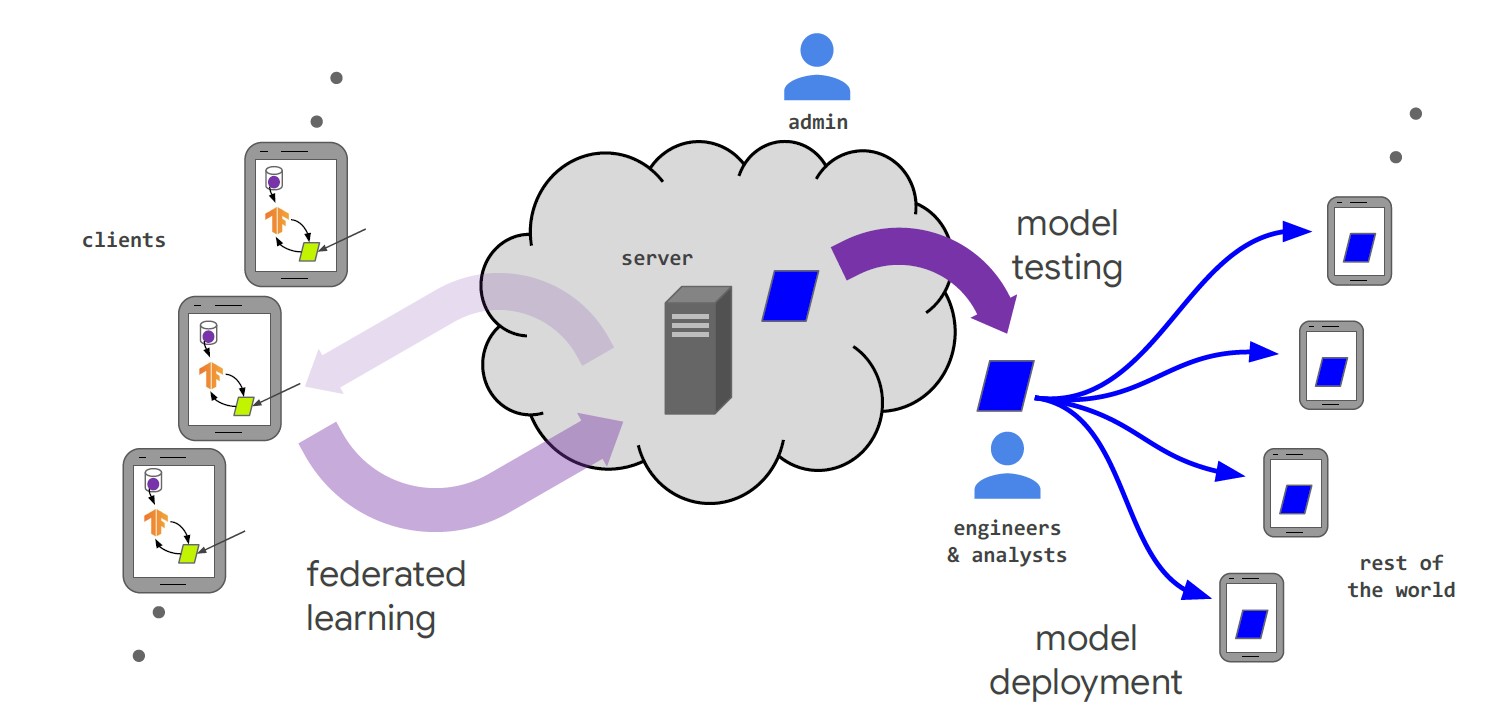 admin
clients
server
model
testing
federated
learning
engineers
& analysts
rest of
the world
model
deployment